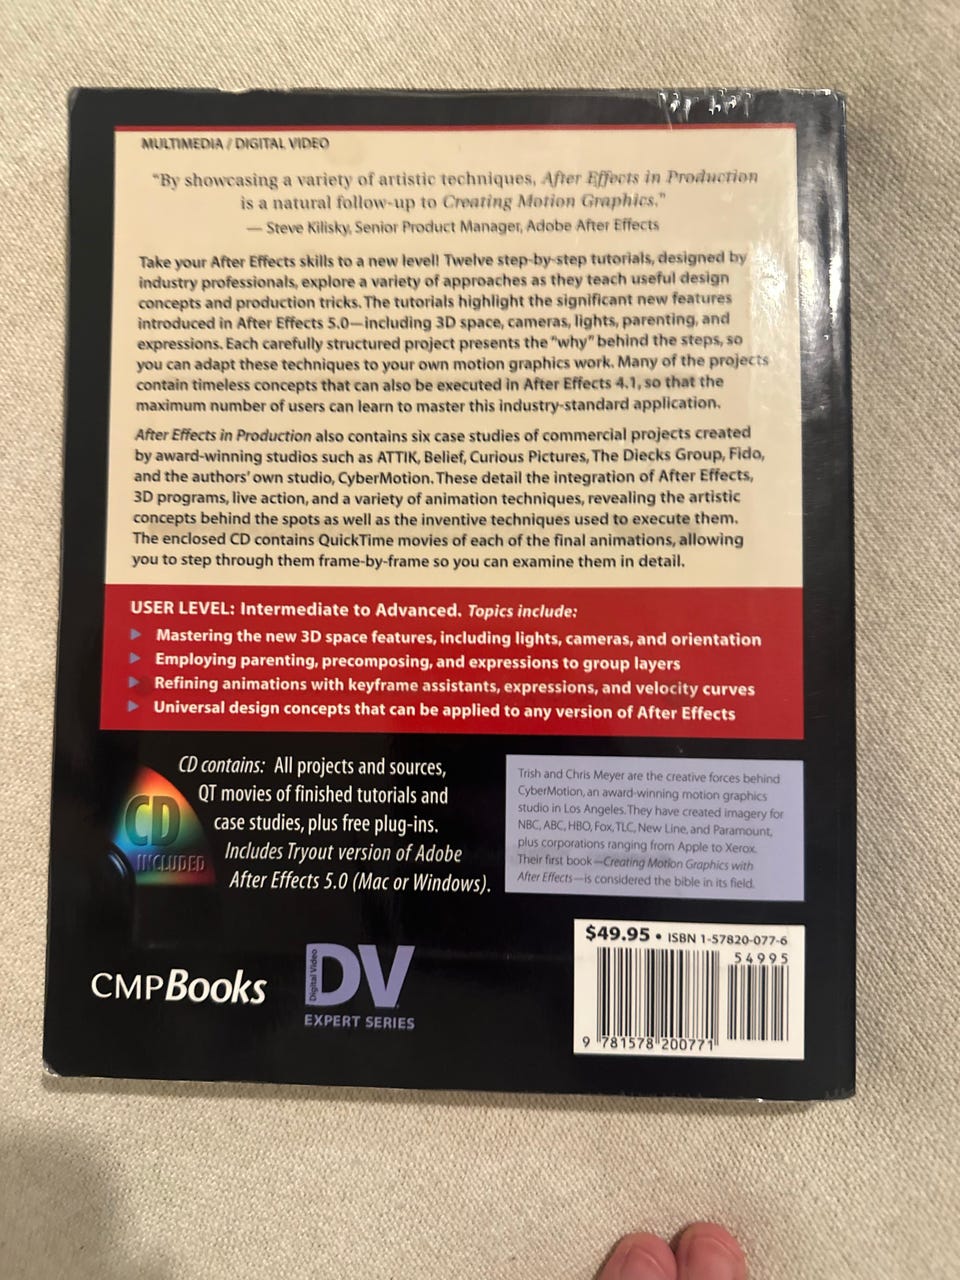 MULTIMEDIA / DIGITAL VIDEO
"By showcasing a variety of artistic techniques, After Effects in Production
is a natural follow-up to Creating Motion Graphics."
— Steve Kilisky, Senior Product Manager, Adobe After Effects
Take your After Effects skills to a new level! Twelve step-by-step tutorials, designed by
industry professionals, explore a variety of approaches as they teach useful design
concepts and production tricks. The tutorials highlight the significant new features
introduced in After Effects 5.0—including 3D space, cameras, lights, parenting, and
expressions. Each carefully structured project presents the "why" behind the steps, so
you can adapt these techniques to your own motion graphics work. Many of the projects
contain timeless concepts that can also be executed in After Effects 4.1, so that the
maximum number of users can learn to master this industry-standard application.
After Effects in Production also contains six case studies of commercial projects created
by award-winning studios such as ATTIK, Belief, Curious Pictures, The Diecks Group, Fido,
and the authors' own studio, CyberMotion. These detail the integration of After Effects,
3D programs, live action, and a variety of animation techniques, revealing the artistic
concepts behind the spots as well as the inventive techniques used to execute them.
The enclosed CD contains QuickTime movies of each of the final animations, allowing
you to step through them frame-by-frame so you can examine them in detail.
USER LEVEL: Intermediate to Advanced. Topics include:
Mastering the new 3D space features, including lights, cameras, and orientation
Employing parenting, precomposing, and expressions to group layers
Refining animations with keyframe assistants, expressions, and velocity curves
Universal design concepts that can be applied to any version of After Effects
CD contains: All projects and sources,
QT movies of finished tutorials and
case studies, plus free plug-ins.
Includes Tryout version of Adobe
After Effects 5.0 (Mac or Windows).
CD
INCLUDED
Trish and Chris Meyer are the creative forces behind
CyberMotion, an award-winning motion graphics
studio in Los Angeles. They have created imagery for
NBC, ABC, HBO, Fox, TLC, New Line, and Paramount,
plus corporations ranging from Apple to Xerox.
Their first book—Creating Motion Graphics with
After Effects—is considered the bible in its field.
CMPBooks
Digital Video
DV
EXPERT SERIES
$49.95 • ISBN 1-57820-077-6
54995
9 781578 200771